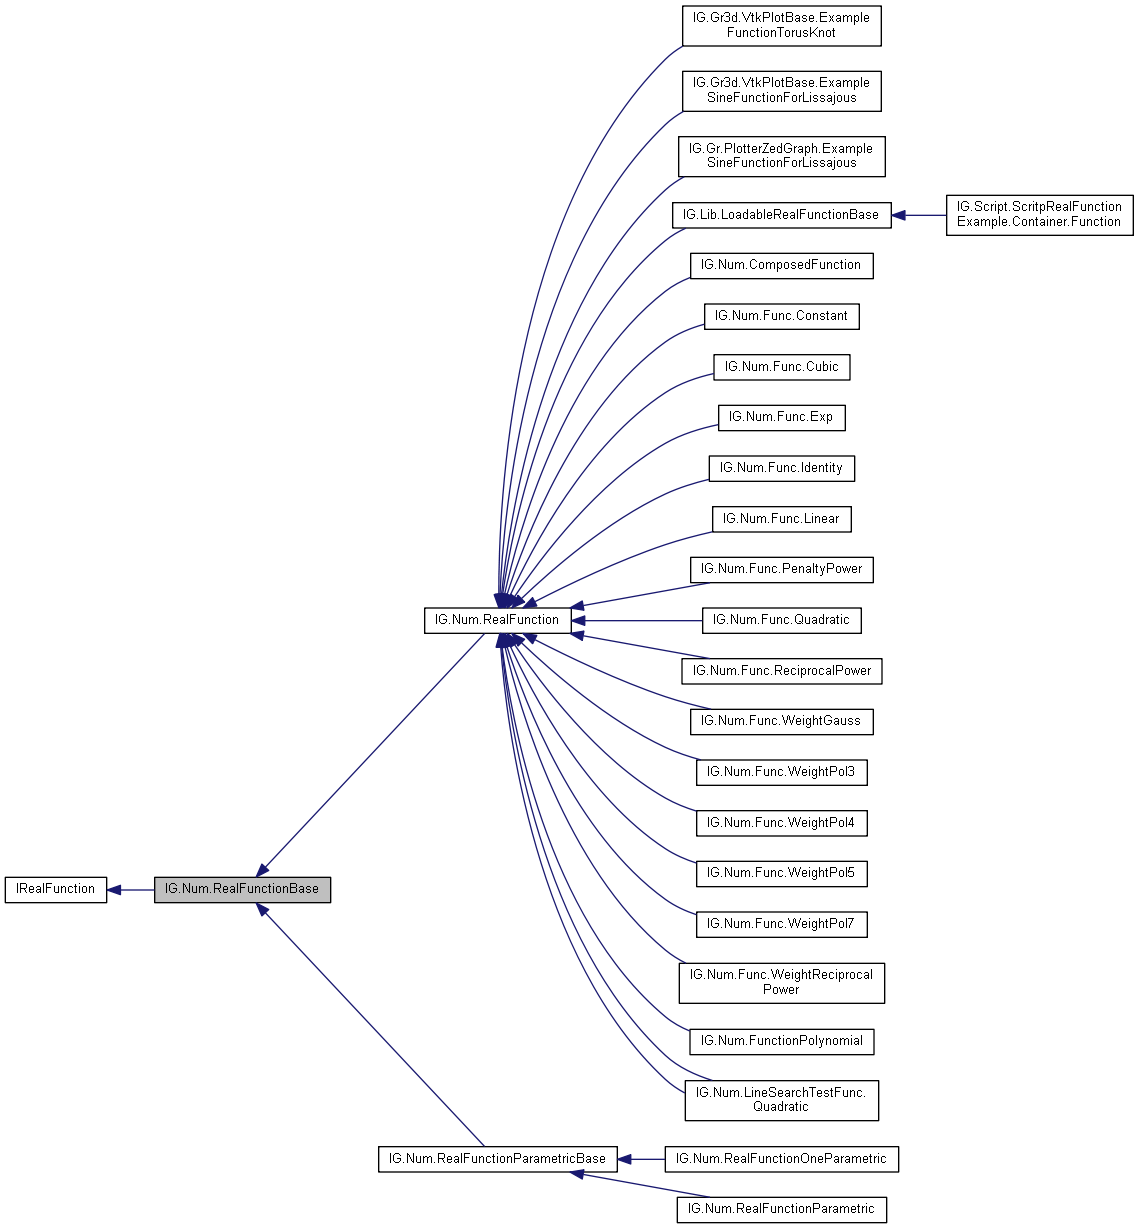 IG.Gr3d.VtkPlotBase.Example
FunctionTorusKnot
IG.Gr3d.VtkPlotBase.Example
SineFunctionForLissajous
IG.Gr.PlotterZedGraph.Example
SineFunctionForLissajous
IG.Lib.LoadableRealFunctionBase
IG.Script.ScritpRealFunction
Example.Container.Function
IG.Num.ComposedFunction
IG.Num.Func.Constant
IG.Num.Func.Cubic
IG.Num.Func.Exp
IG.Num.Func.Identity
IG.Num.Func.Linear
IG.Num.Func.PenaltyPower
IG.Num.RealFunction
IG.Num.Func.Quadratic
IG.Num.Func.ReciprocalPower
IG.Num.Func.WeightGauss
IG.Num.Func.WeightPol3
IG.Num.Func.WeightPol4
IG.Num.Func.WeightPol5
IRealFunction
IG.Num.RealFunctionBase
IG.Num.Func.WeightPol7
IG.Num.Func.WeightReciprocal
Power
IG.Num.FunctionPolynomial
IG.Num.LineSearchTestFunc.
Quadratic
IG.Num.RealFunctionParametricBase
IG.Num.RealFunctionOneParametric
IG.Num.RealFunctionParametric